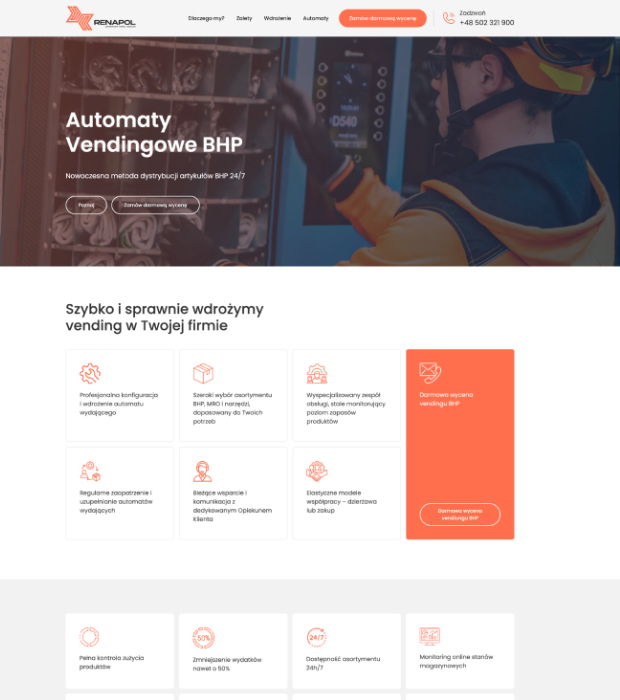 RENAPOL
Dlaczego my?
Zalety
Wdrożenie
Automaty
Zamów darmową wycenę
Zadzwoń
+48 502 321 900
Automaty
Vendingowe BHP
Nowoczesna metoda dystrybucji artykułów BHP 24/7
Poznaj
Zamów darmową wycenę
D540
Szybko i sprawnie wdrożymy
vending w Twojej firmie
Profesjonalna konfiguracja
i wdrożenie automatu
wydającego
Szeroki wybór asortymentu
BHP, MRO i narzędzi,
dopasowany do Twoich
potrzeb
Wyspecjalizowany zespół
obsługi, stale monitorujący
poziom zapasów
produktów
Darmowa wycena
vendingu BHP
Regularne zaopatrzenie i
uzupełnianie automatów
wydających
Bieżące wsparcie i
komunikacja z
dedykowanym Opiekunem
Klienta
Elastyczne modele
współpracy – dzierżawa
lub zakup
Darmowa wycena
vendingu BHP
Pełna kontrola zużycia
produktów
50%
Zmniejszenie wydatków
nawet o 50%
24/7
Dostępność asortymentu
24h/7
Monitoring online stanów
magazynowych